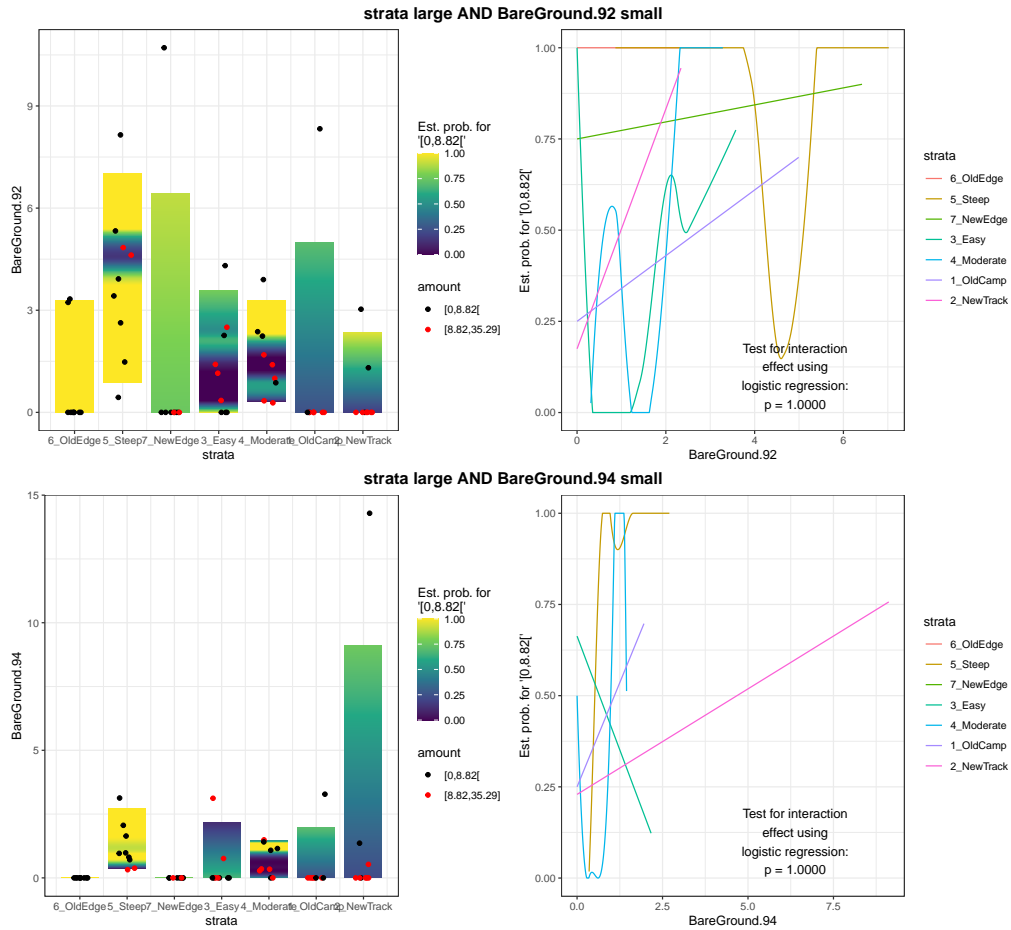 strata large AND BareGround.92 small
BareGround.92
9
6
3
0
6_OldEdge
5_Steep
7_NewEdge
3_Easy
4_Moderate
1_OldCamp
2_NewTrack
strata
Est. prob. for
'[0,8.82['
1.00
0.75
0.50
0.25
0.00
amount
[0,8.82[
[8.82,35.29]
Est. prob. for '[0,8.82['
1.00
0.75
0.50
0.25
0.00
Test for interaction
effect using
logistic regression:
p = 1.0000
0
2
4
6
BareGround.92
strata
6_OldEdge
5_Steep
7_NewEdge
3_Easy
4_Moderate
1_OldCamp
2_NewTrack
strata large AND BareGround.94 small
BareGround.94
15
10
5
0
6_OldEdge
5_Steep
7_NewEdge
3_Easy
4_Moderate
1_OldCamp
2_NewTrack
strata
Est. prob. for
'[0,8.82['
1.00
0.75
0.50
0.25
0.00
amount
[0,8.82[
[8.82,35.29]
Est. prob. for '[0,8.82['
1.00
0.75
0.50
0.25
0.00
Test for interaction
effect using
logistic regression:
p = 1.0000
0.0
2.5
5.0
7.5
BareGround.94
strata
6_OldEdge
5_Steep
7_NewEdge
3_Easy
4_Moderate
1_OldCamp
2_NewTrack